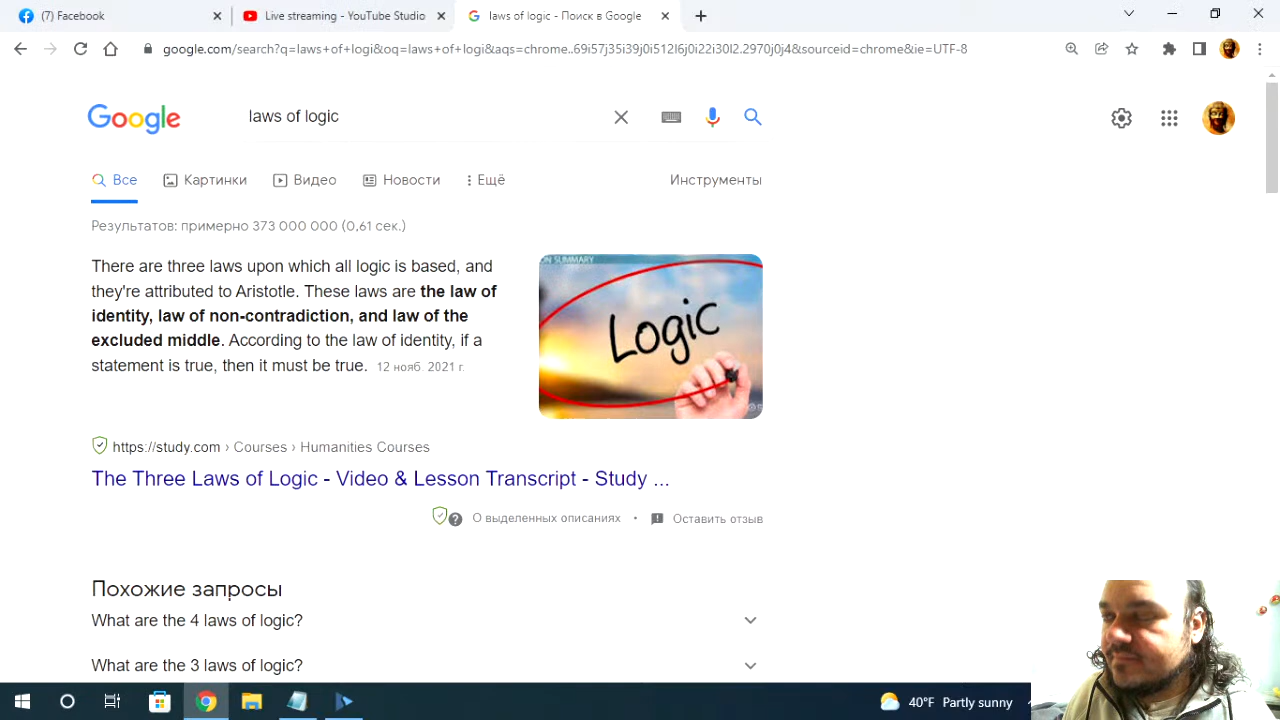 (7) Facebook
Live streaming - YouTube Studio
laws of logic - Поиск в Google
google.com/search?q=laws+of+logi&oq=laws+of+logi&aqs=chrome..69i57j35i39j0i512l6j0i22i30l2.2970j0j4&sourceid=chrome&ie=UTF-8
Google
laws of logic
Все
Картинки
Видео
Новости
Ещё
Инструменты
Результатов: примерно 373 000 000 (0,61 сек.)
There are three laws upon which all logic is based, and
they're attributed to Aristotle. These laws are the law of
identity, law of non-contradiction, and law of the
excluded middle. According to the law of identity, if a
statement is true, then it must be true. 12 нояб. 2021 г.
ON SUMMARY
Logic
https://study.com › Courses › Humanities Courses
The Three Laws of Logic - Video & Lesson Transcript - Study ...
О выделенных описаниях • Оставить отзыв
Похожие запросы
What are the 4 laws of logic?
What are the 3 laws of logic?
40°F Partly sunny